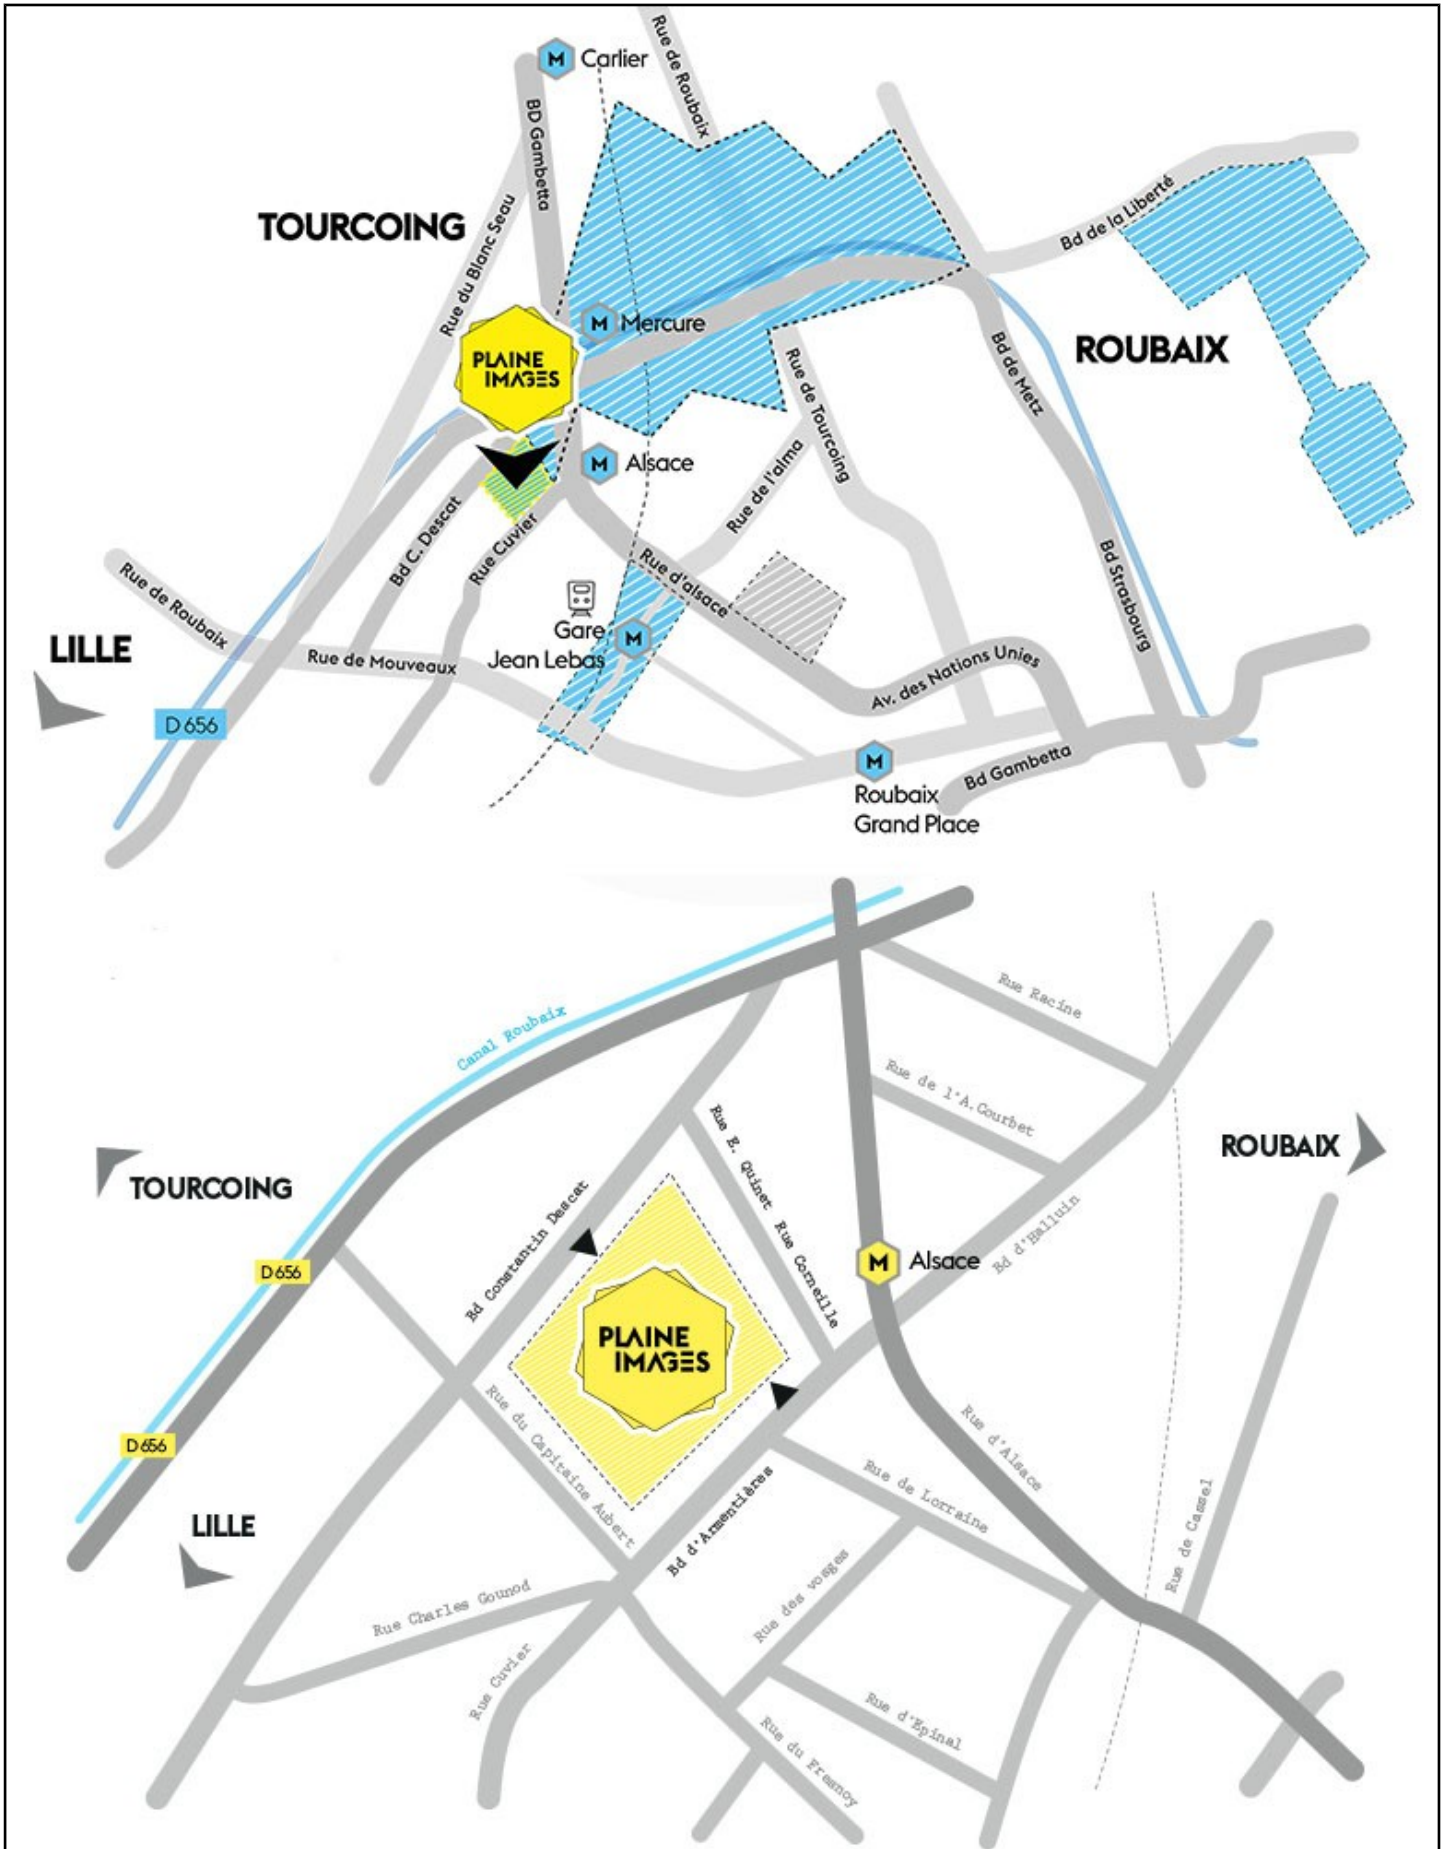 M Carlier
Rue de Roubaix
BD Gambetta
TOURCOING
Rue du Blanc Seau
Bd de la Liberté
M Mercure
ROUBAIX
PLAINE
IMAGES
Bd de Metz
Rue de Tourcoing
M Alsace
Rue de l'alma
Bd C. Descat
Rue Cuvier
Rue d'alsace
Bd Strasbourg
Rue de Roubaix
Gare
Jean Lebas
M
LILLE
Rue de Mouveaux
Av. des Nations Unies
D 656
M
Bd Gambetta
Roubaix
Grand Place
Canal Roubaix
Rue Racine
Rue de l'A.Courbet
Rue E. Quinet
Rue Corneille
ROUBAIX
TOURCOING
Bd Constantin Descat
Bd d'Halluin
D 656
M Alsace
PLAINE
IMAGES
Rue du Capitaine Aubert
D 656
Rue d'Alsace
Rue de Lorraine
Bd d'Armentières
Rue de Cassel
LILLE
Rue Charles Gounod
Rue des vosges
Rue Cuvier
Rue d'Epinal
Rue du Fresnoy